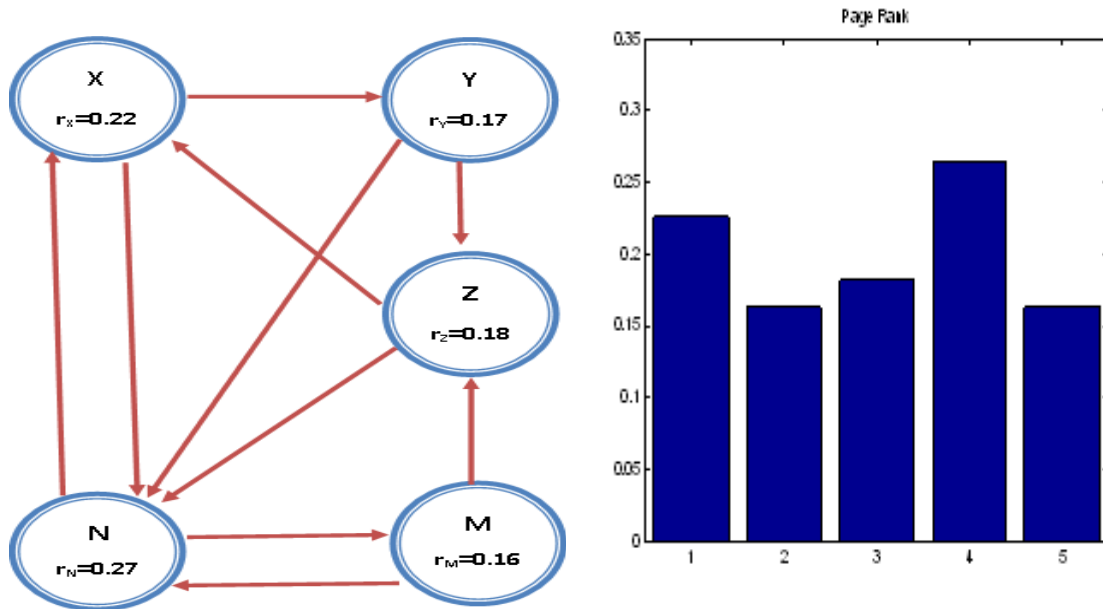 X
rX=0.22
Y
rY=0.17
Z
rZ=0.18
N
rN=0.27
M
rM=0.16
Page Rank
0.35
0.3
0.25
0.2
0.15
0.1
0.05
0
1 2 3 4 5